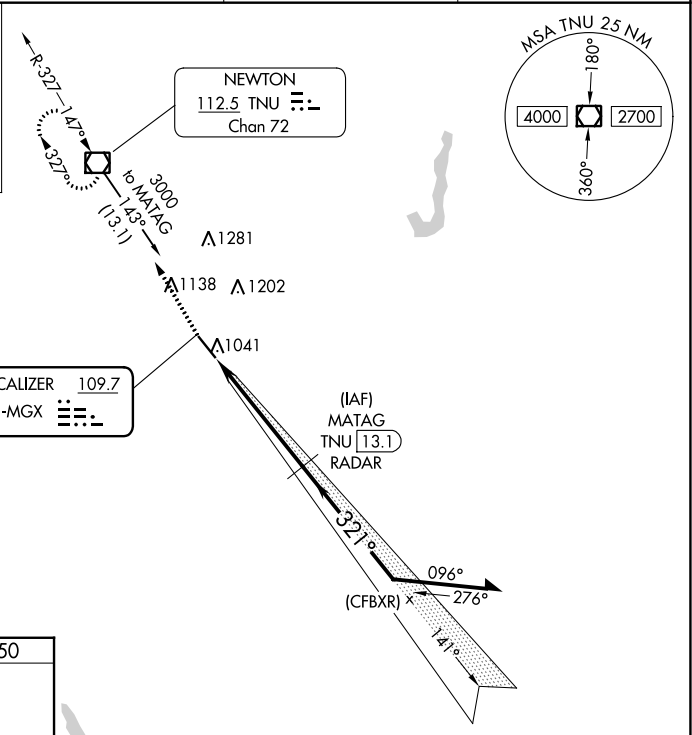 MSA TNU 25 NM
180°
4000
2700
360°
R-327
147°
327°
NEWTON
112.5 TNU
Chan 72
3000
to MATAG
143°
(13.1)
1281
1138
1202
1041
CALIZER 109.7
-MGX
(IAF)
MATAG
TNU 13.1
RADAR
321°
096°
276°
(CFBXR) x
141°
50